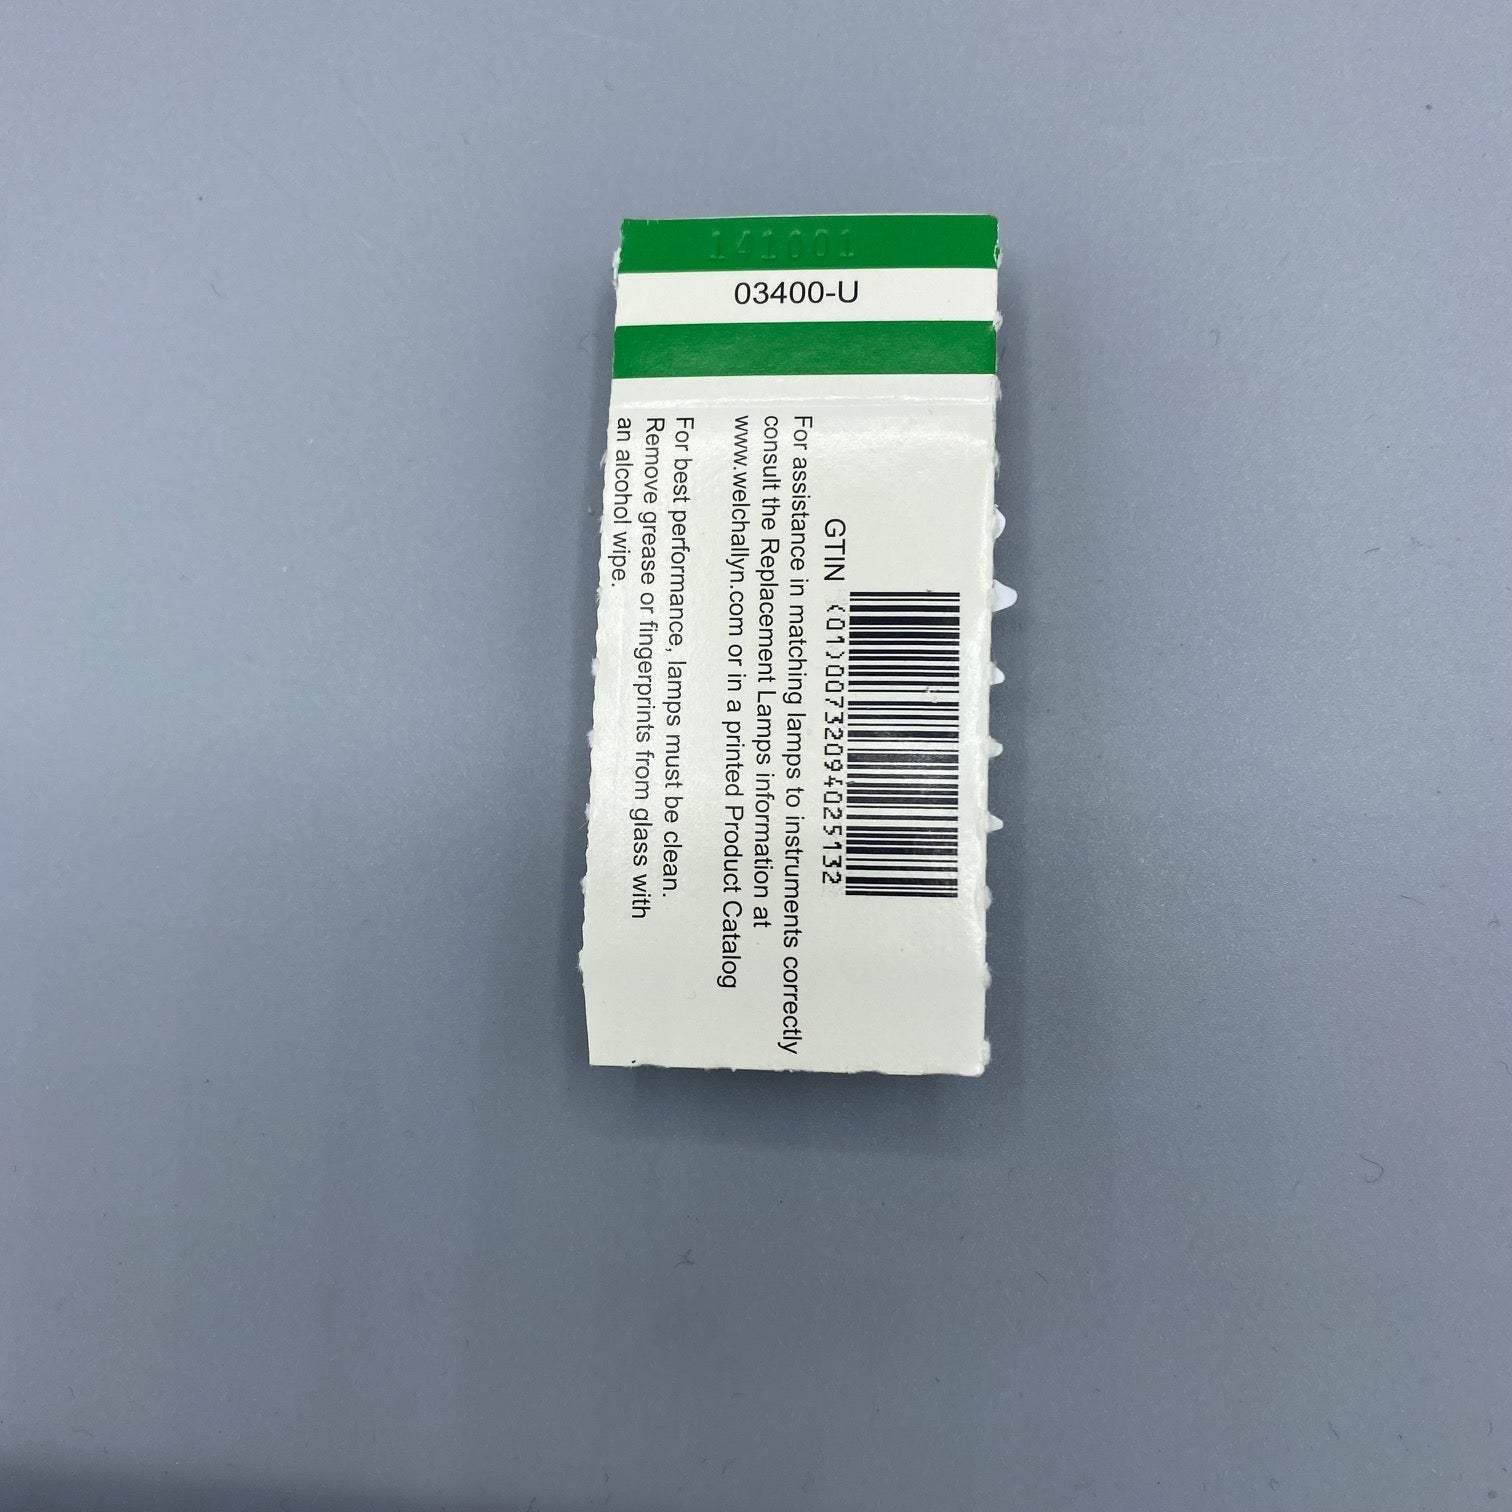 141001
03400-U
GTIN (01)00732094025132
For assistance in matching lamps to instruments correctly
consult the Replacement Lamps information at
www.welchallyn.com or in a printed Product Catalog
For best performance, lamps must be clean.
Remove grease or fingerprints from glass with
an alcohol wipe.